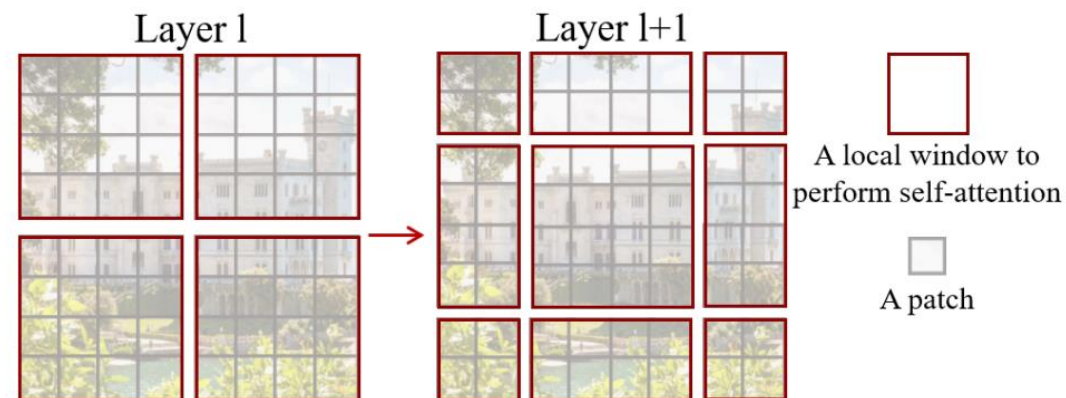 Layer l
Layer l+1
A local window to
perform self-attention
A patch